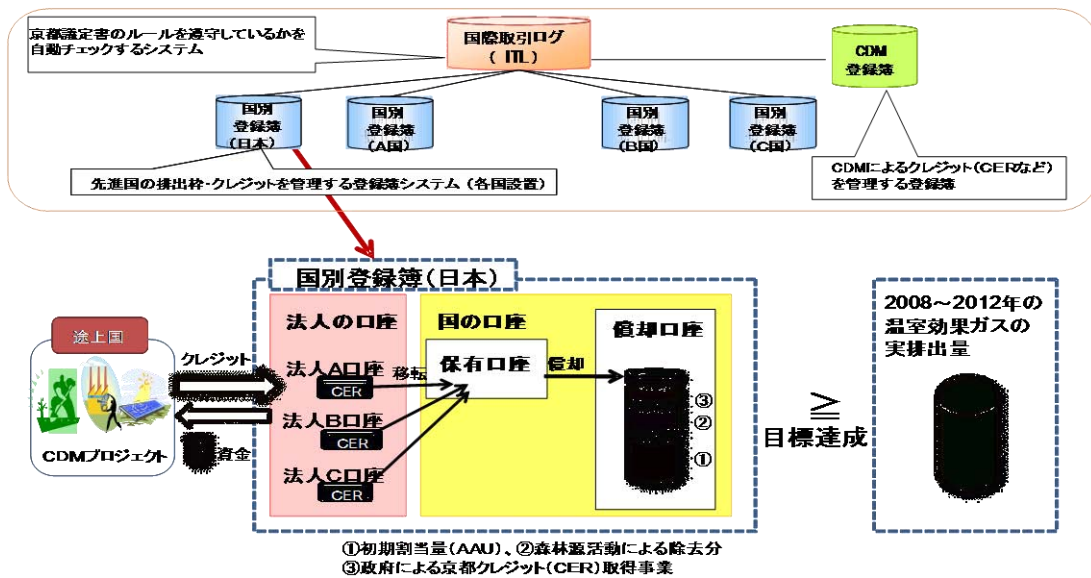 京都議定書のルールを遵守しているかを
自動チェックするシステム
国際取引ログ
(ITL)
CDM
登録簿
国別
登録簿
(日本)
国別
登録簿
(A国)
国別
登録簿
(B国)
国別
登録簿
(C国)
先進国の排出枠・クレジットを管理する登録簿システム(各国設置)
CDMによるクレジット(CERなど)
を管理する登録簿
国別登録簿(日本)
途上国
クレジット
CDMプロジェクト
資金
法人の口座
法人A口座
CER
法人B口座
CER
法人C口座
CER
移転
国の口座
保有口座
償却
償却口座
③
②
①
≧
目標達成
2008~2012年の
温室効果ガスの
実排出量
①初期割当量(AAU)、②森林源活動による除去分
③政府による京都クレジット(CER)取得事業